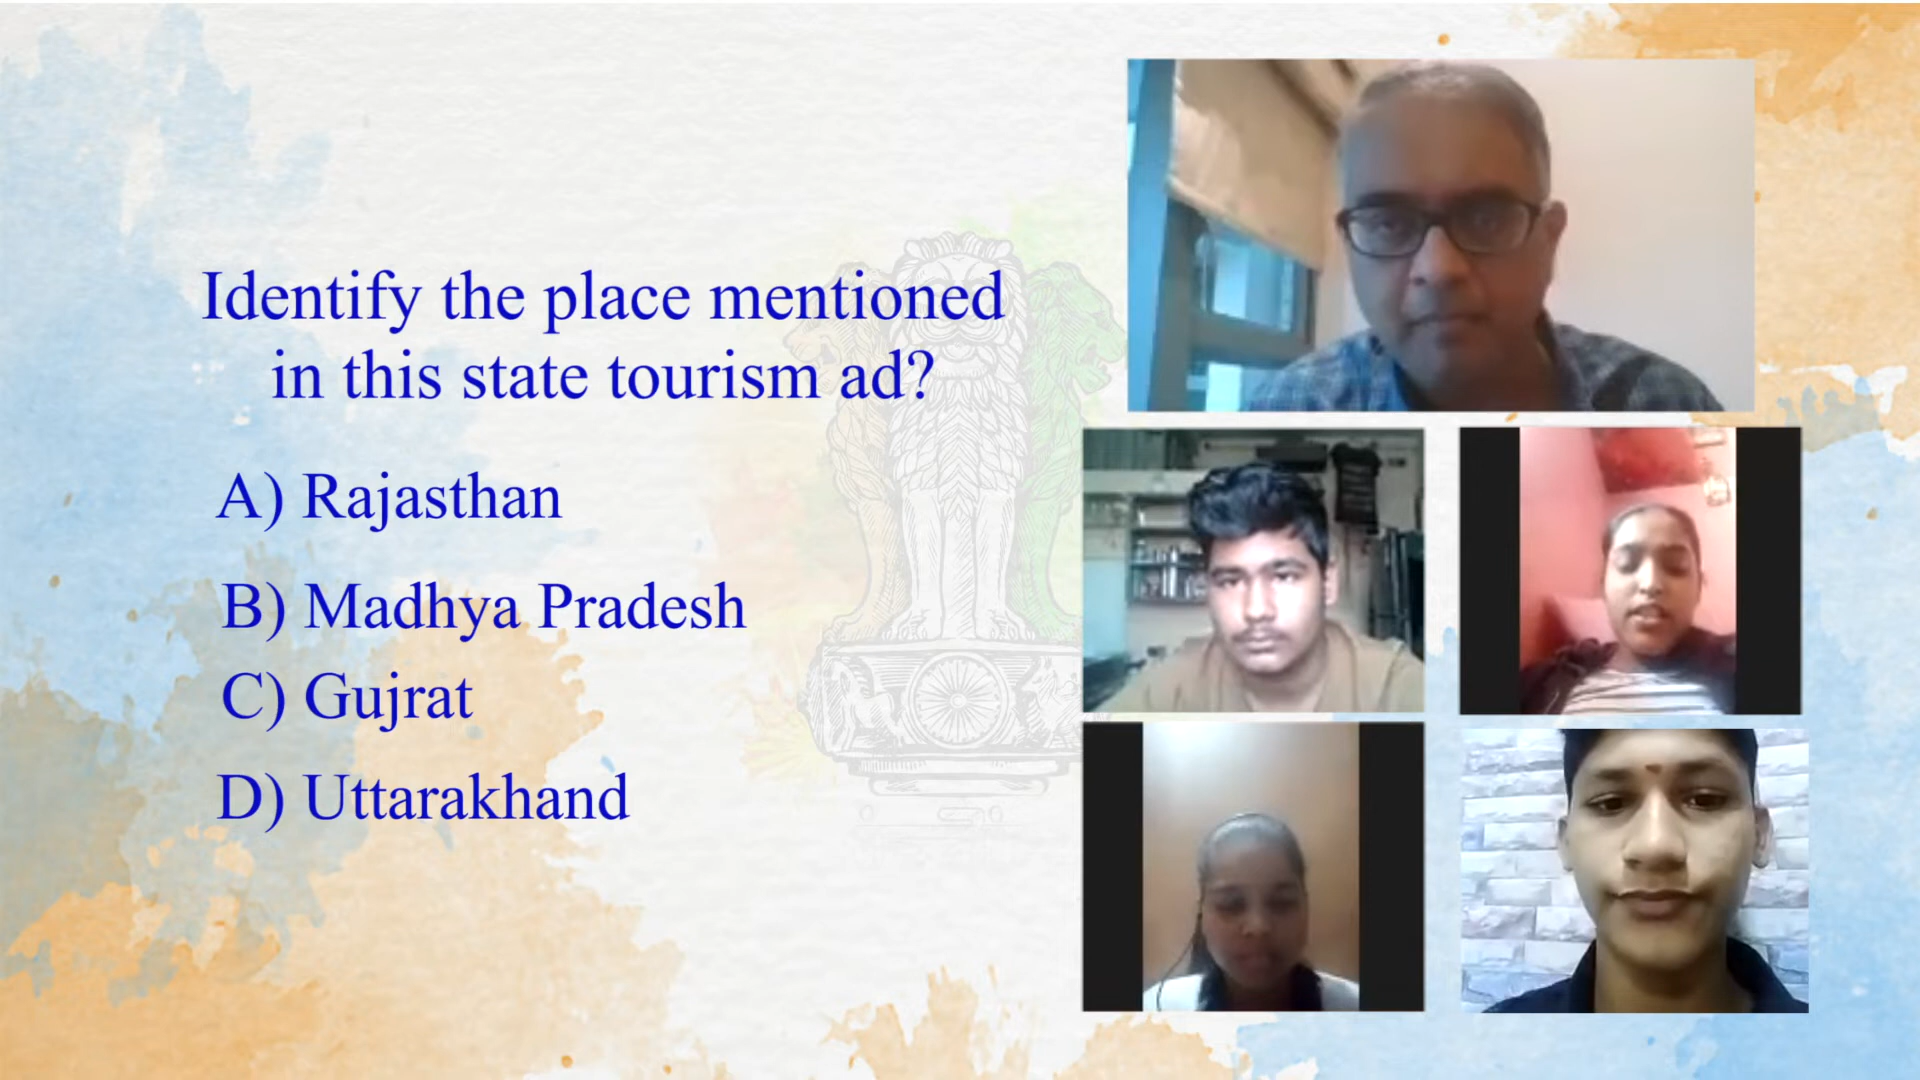 Identify the place mentioned
in this state tourism ad?
A) Rajasthan
B) Madhya Pradesh
C) Gujrat
D) Uttarakhand